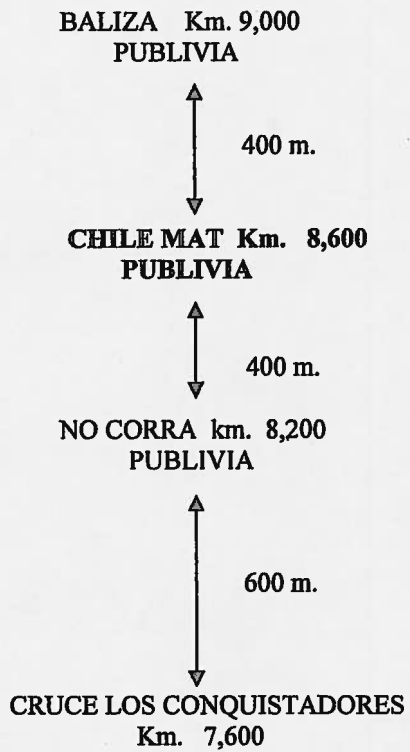 BALIZA Km. 9,000
PUBLIVIA
400 m.
CHILE MAT Km. 8,600
PUBLIVIA
400 m.
NO CORRA km. 8,200
PUBLIVIA
600 m.
CRUCE LOS CONQUISTADORES
Km. 7,600